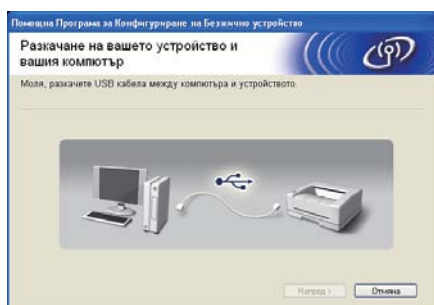 Помощна Програма за Конфигуриране на Безжично устройство
Разкачане на вашето устройство и
вашия компютър
Моля, разкачете USB кабела между компютъра и устройството.
Напред >
Отмяна